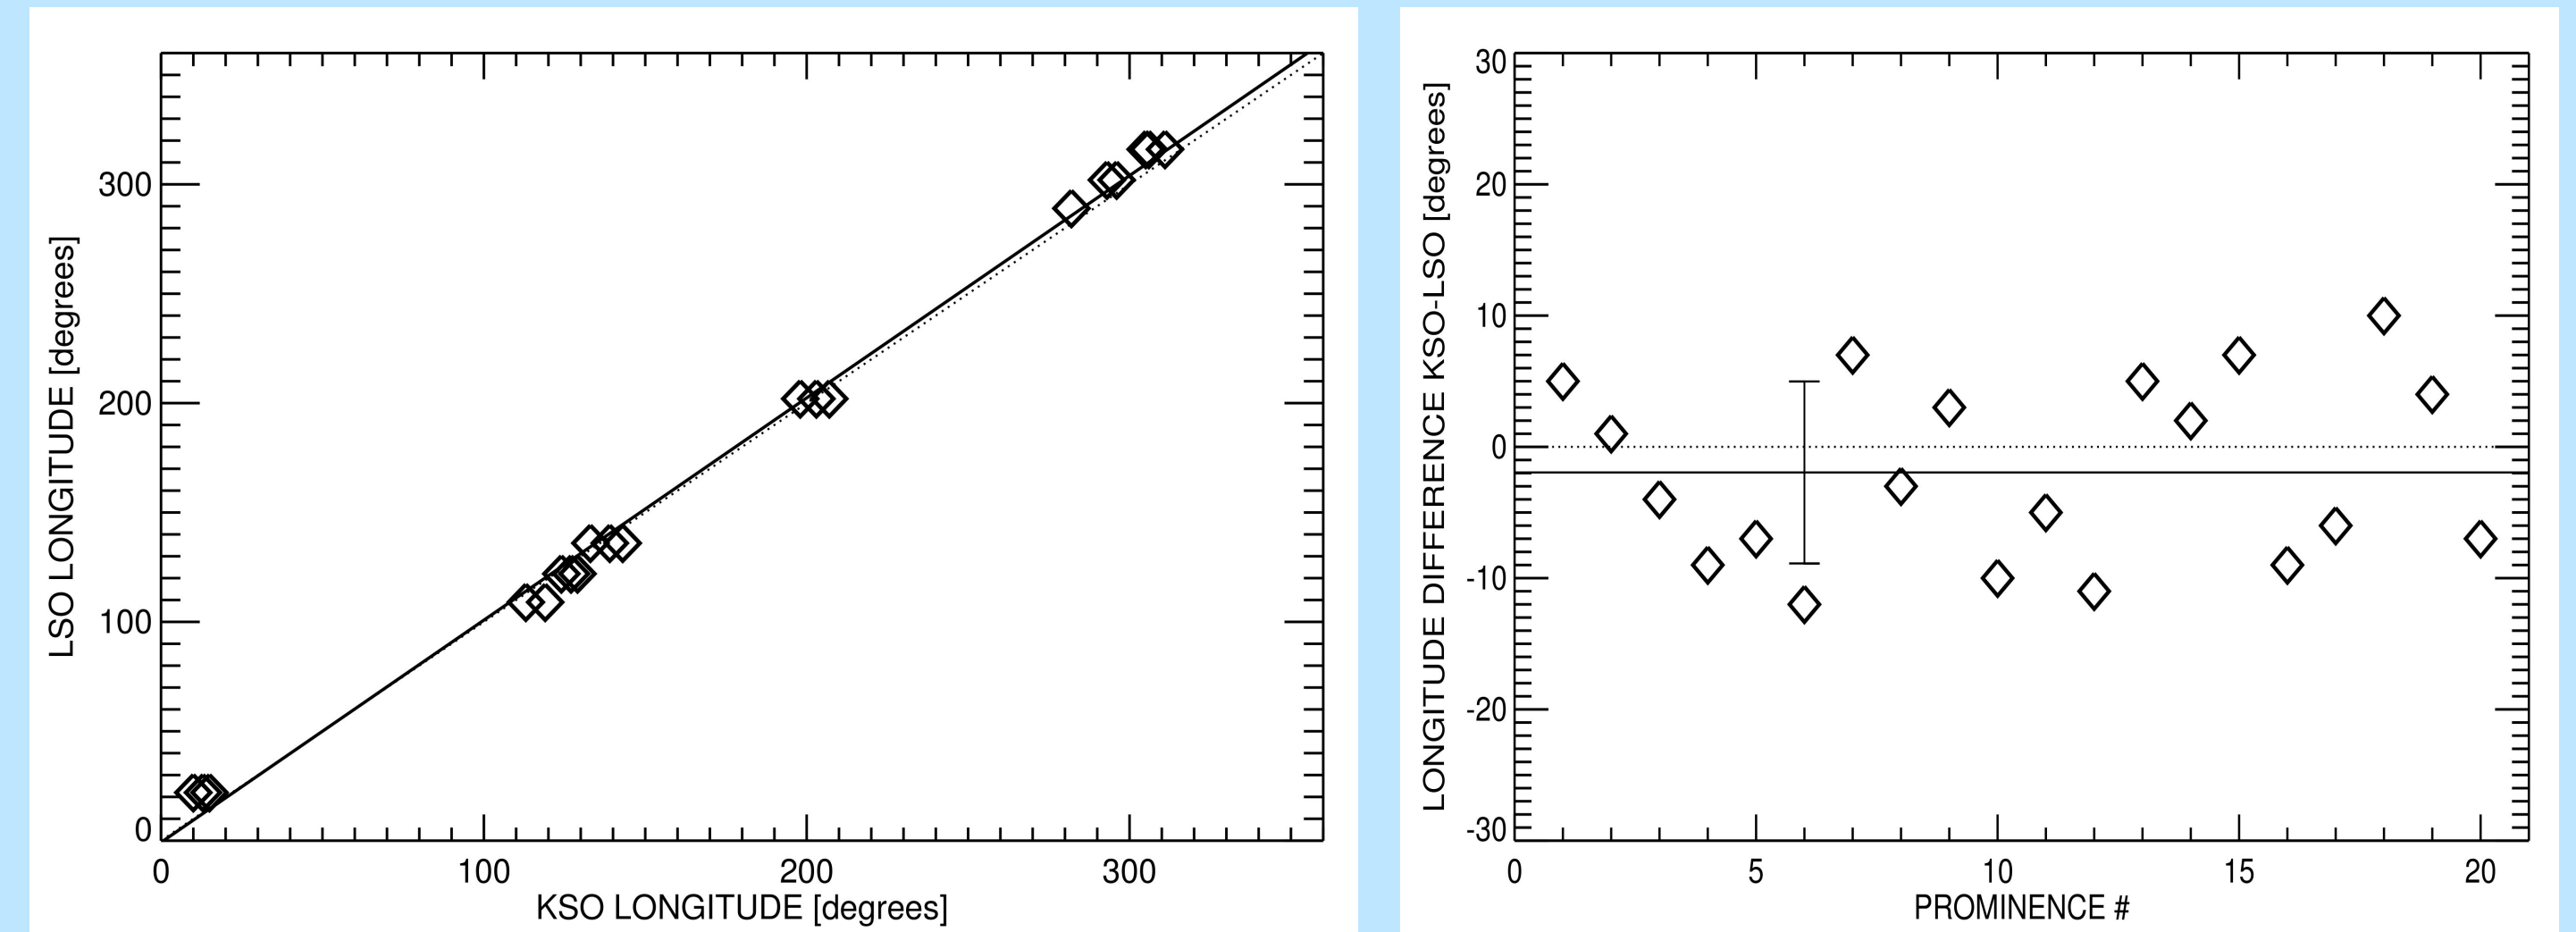 LSO LONGITUDE [degrees]
300
200
100
0
0 100 200 300
KSO LONGITUDE [degrees]
LONGITUDE DIFFERENCE KSO-LSO [degrees]
30
20
10
0
-10
-20
-30
0 5 10 15 20
PROMINENCE #